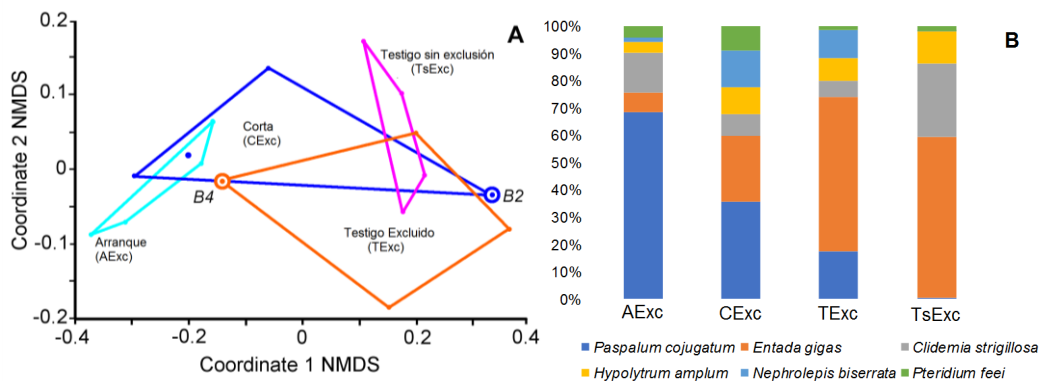 A
0.2
0.1
0
-0.1
-0.2
Coordinate 2 NMDS
-0.4
-0.2
0
0.2
0.4
Coordinate 1 NMDS
Testigo sin exclusión
(TsExc)
Corta
(CExc)
B4
B2
Testigo Excluido
(TExc)
Arranque
(AExc)
B
100%
90%
80%
70%
60%
50%
40%
30%
20%
10%
0%
AExc
CExc
TExc
TsExc
Paspalum cojugatum
Entada gigas
Clidemia strigillosa
Hypolytrum amplum
Nephrolepis biserrata
Pteridium feei